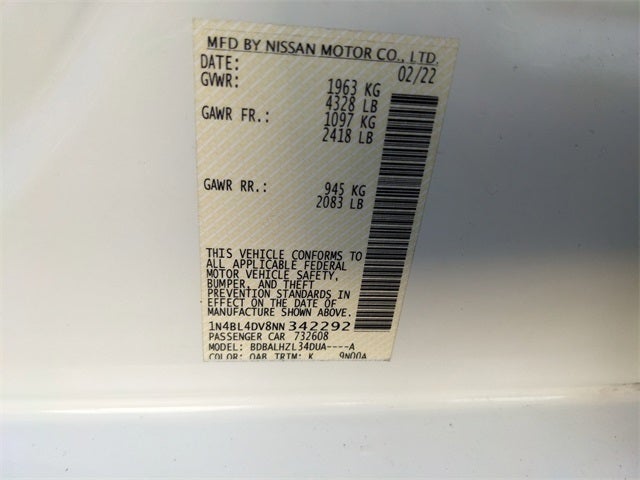 MFD BY NISSAN MOTOR CO., LTD.
DATE: 02/22
GVWR: 1963 KG
4328 LB
GAWR FR.: 1097 KG
2418 LB
GAWR RR.: 945 KG
2083 LB
THIS VEHICLE CONFORMS TO
ALL APPLICABLE FEDERAL
MOTOR VEHICLE SAFETY,
BUMPER, AND THEFT
PREVENTION STANDARDS IN
EFFECT ON THE DATE OF
MANUFACTURE SHOWN ABOVE.
1N4BL4DV8NN342292
PASSENGER CAR 732608
MODEL: BDBALHZL34DUA----A
COLOR: QAB TRIM: K 9N00A